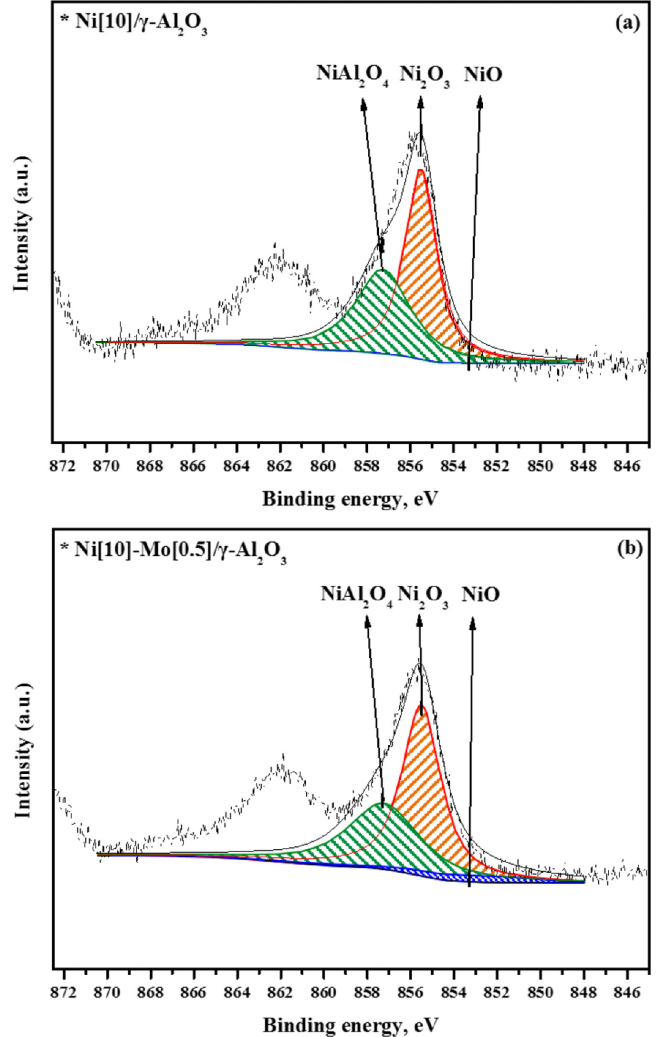 * Ni[10]/γ-Al₂O₃
(a)
NiAl₂O₄ Ni₂O₃ NiO
Intensity (a.u.)
872 870 868 866 864 862 860 858 856 854 852 850 848 846
Binding energy, eV
* Ni[10]-Mo[0.5]/γ-Al₂O₃
(b)
NiAl₂O₄ Ni₂O₃ NiO
Intensity (a.u.)
872 870 868 866 864 862 860 858 856 854 852 850 848 846
Binding energy, eV